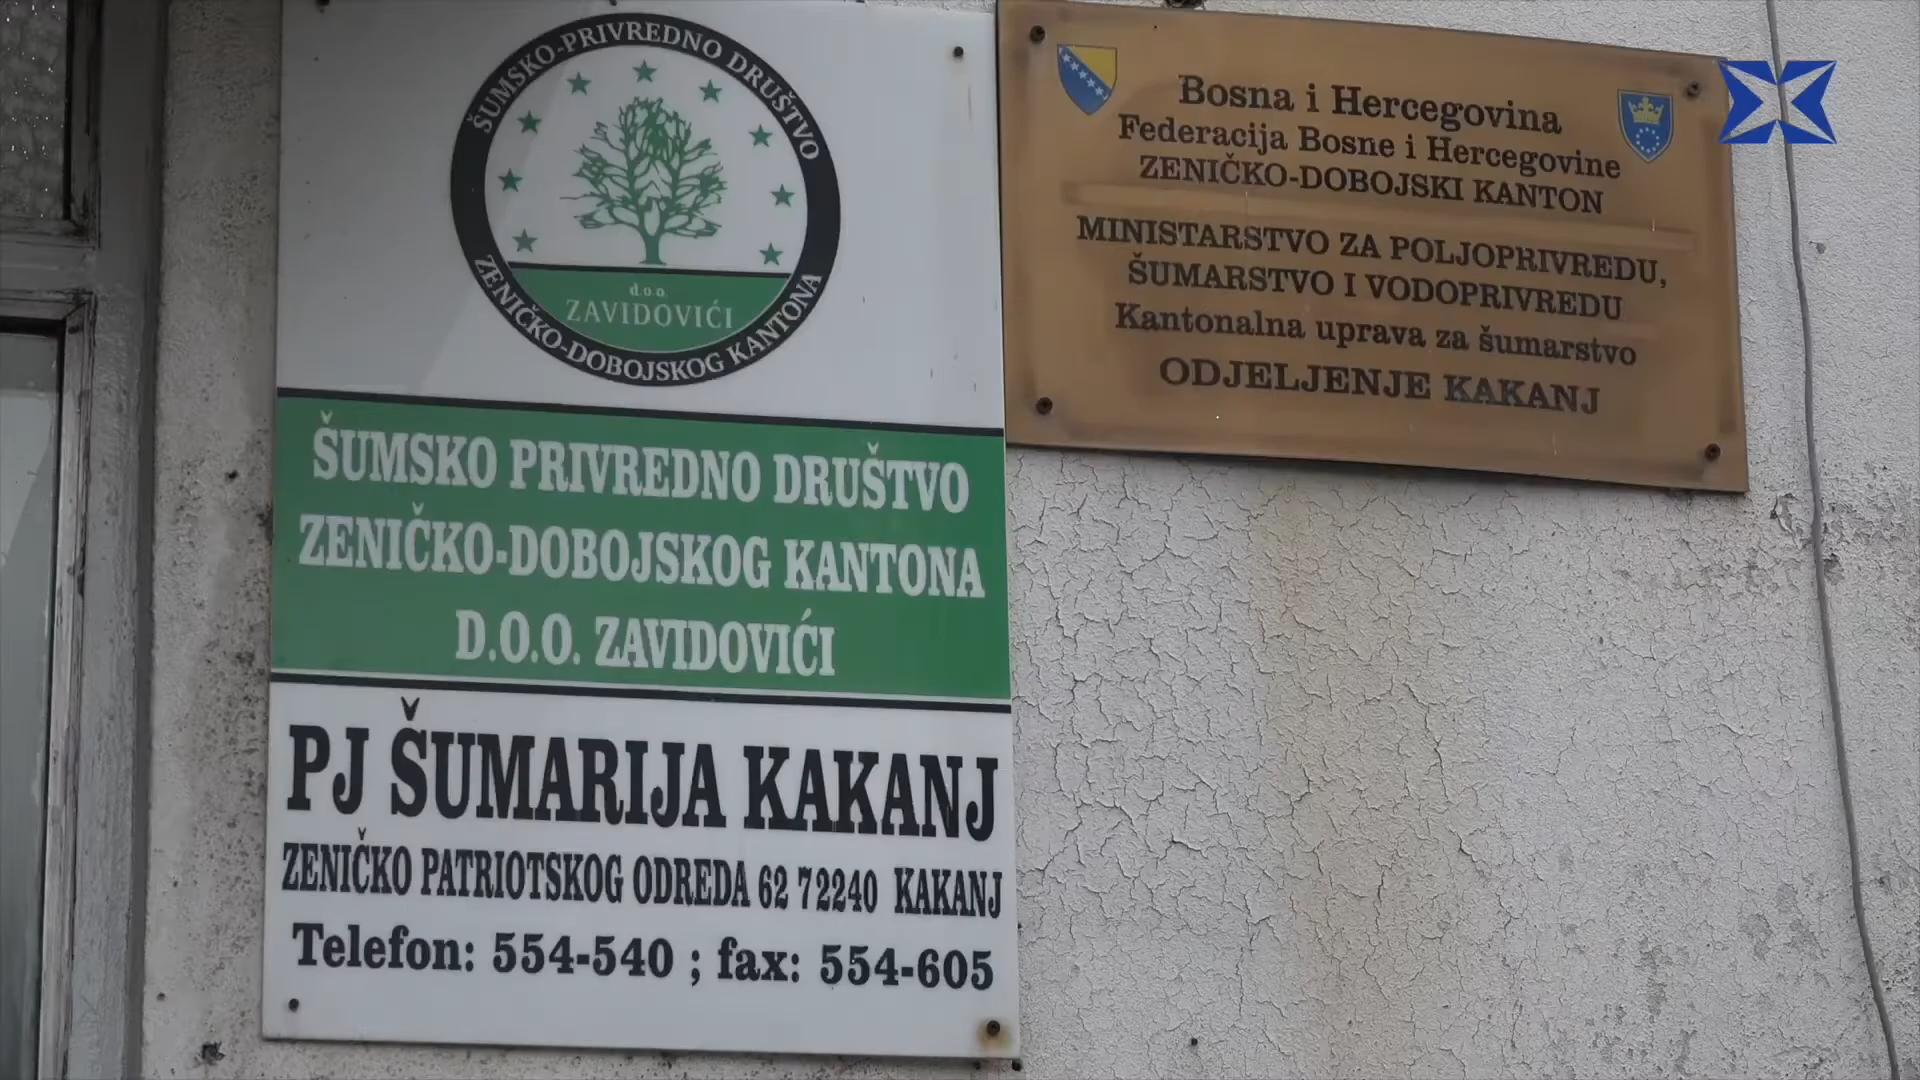 ŠUMSKO-PRIVREDNO DRUŠTVO
d.o.o.
ZAVIDOVIĆI
ZENIČKO-DOBOJSKOG KANTONA
ŠUMSKO PRIVREDNO DRUŠTVO
ZENIČKO-DOBOJSKOG KANTONA
D.O.O. ZAVIDOVIĆI
PJ ŠUMARIJA KAKANJ
ZENIČKO PATRIOTSKOG ODREDA 62 72240 KAKANJ
Telefon: 554-540 ; fax: 554-605
Bosna i Hercegovina
Federacija Bosne i Hercegovine
ZENIČKO-DOBOJSKI KANTON
MINISTARSTVO ZA POLJOPRIVREDU,
ŠUMARSTVO I VODOPRIVREDU
Kantonalna uprava za šumarstvo
ODJELJENJE KAKANJ